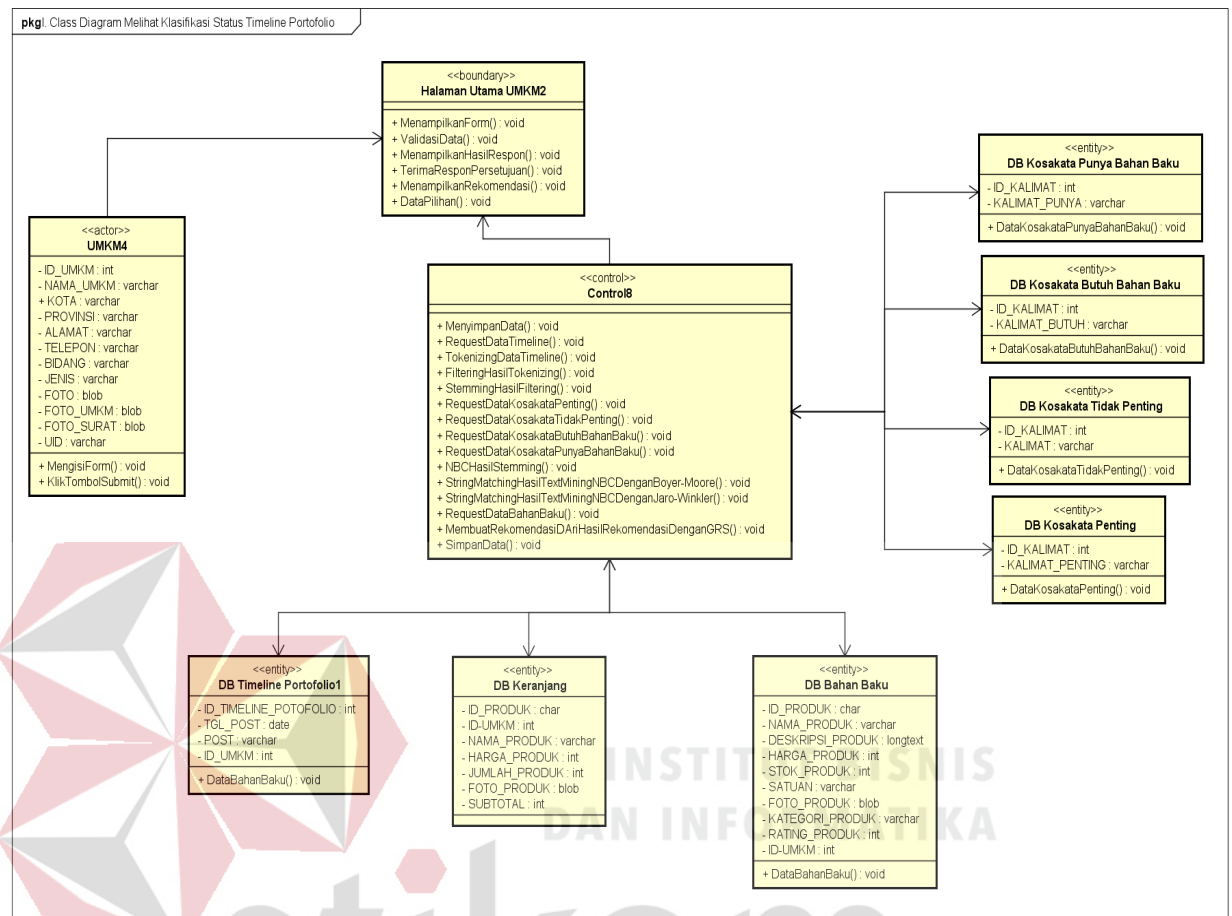 pkg I. Class Diagram Melihat Klasifikasi Status Timeline Portofolio
<<boundary>>
Halaman Utama UMKM2
+ MenampilkanForm() : void
+ ValidasiData() : void
+ MenampilkanHasilRespon() : void
+ TerimaResponPersetujuan() : void
+ MenampilkanRekomendasi() : void
+ DataPilihan() : void
<<actor>>
UMKM4
- ID_UMKM : int
- NAMA_UMKM : varchar
+ KOTA : varchar
- PROVINSI : varchar
- ALAMAT : varchar
- TELEPON : varchar
- BIDANG : varchar
- JENIS : varchar
- FOTO : blob
- FOTO_UMKM : blob
- FOTO_SURAT : blob
- UID : varchar
+ MengisiForm() : void
+ KlikTombolSubmit() : void
<<control>>
Control8
+ MenyimpanData() : void
+ RequestDataTimeline() : void
+ TokenizingDataTimeline() : void
+ FilteringHasilTokenizing() : void
+ StemmingHasilFiltering() : void
+ RequestDataKosakataPenting() : void
+ RequestDataKosakataTidakPenting() : void
+ RequestDataKosakataButuhBahanBaku() : void
+ RequestDataKosakataPunyaBahanBaku() : void
+ NBCHasilStemming() : void
+ StringMatchingHasilTextMiningNBCDenganBoyer-Moore() : void
+ StringMatchingHasilTextMiningNBCDenganJaro-Winkler() : void
+ RequestDataBahanBaku() : void
+ MembuatRekomendasiDAriHasilRekomendasiDenganGRS() : void
+ SimpanData() : void
<<entity>>
DB Kosakata Punya Bahan Baku
- ID_KALIMAT : int
- KALIMAT_PUNYA : varchar
+ DataKosakataPunyaBahanBaku() : void
<<entity>>
DB Kosakata Butuh Bahan Baku
- ID_KALIMAT : int
- KALIMAT_BUTUH : varchar
+ DataKosakataButuhBahanBaku() : void
<<entity>>
DB Kosakata Tidak Penting
- ID_KALIMAT : int
- KALIMAT : varchar
+ DataKosakataTidakPenting() : void
<<entity>>
DB Kosakata Penting
- ID_KALIMAT : int
- KALIMAT_PENTING : varchar
+ DataKosakataPenting() : void
<<entity>>
DB Timeline Portofolio1
- ID_TIMELINE_POTOFOLIO : int
- TGL_POST : date
- POST : varchar
- ID_UMKM : int
+ DataBahanBaku() : void
<<entity>>
DB Keranjang
- ID_PRODUK : char
- ID-UMKM : int
- NAMA_PRODUK : varchar
- HARGA_PRODUK : int
- JUMLAH_PRODUK : int
- FOTO_PRODUK : blob
- SUBTOTAL : int
<<entity>>
DB Bahan Baku
- ID_PRODUK : char
- NAMA_PRODUK : varchar
- DESKRIPSI_PRODUK : longtext
- HARGA_PRODUK : int
- STOK_PRODUK : int
- SATUAN : varchar
- FOTO_PRODUK : blob
- KATEGORI_PRODUK : varchar
- RATING_PRODUK : int
- ID-UMKM : int
+ DataBahanBaku() : void
INSTITUT BISNIS
DAN INFORMATIKA
stikom